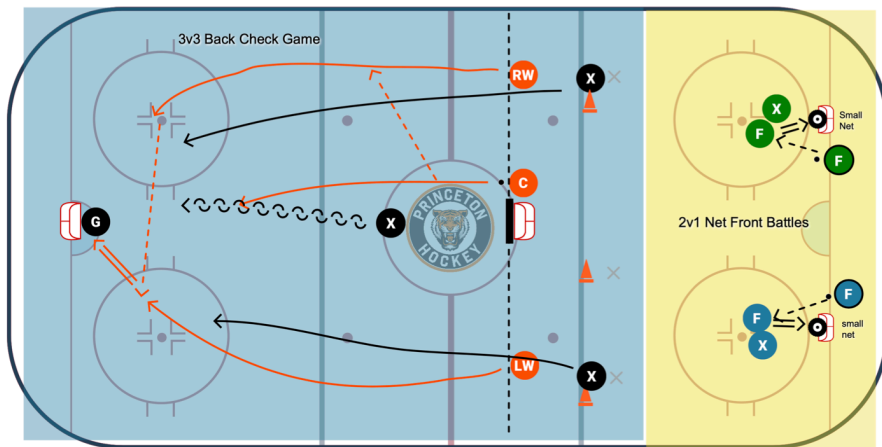 3v3 Back Check Game
RW
X
C
X
G
PRINCETON
HOCKEY
LW
X
X
F
Small
Net
F
2v1 Net Front Battles
F
F
X
small
net